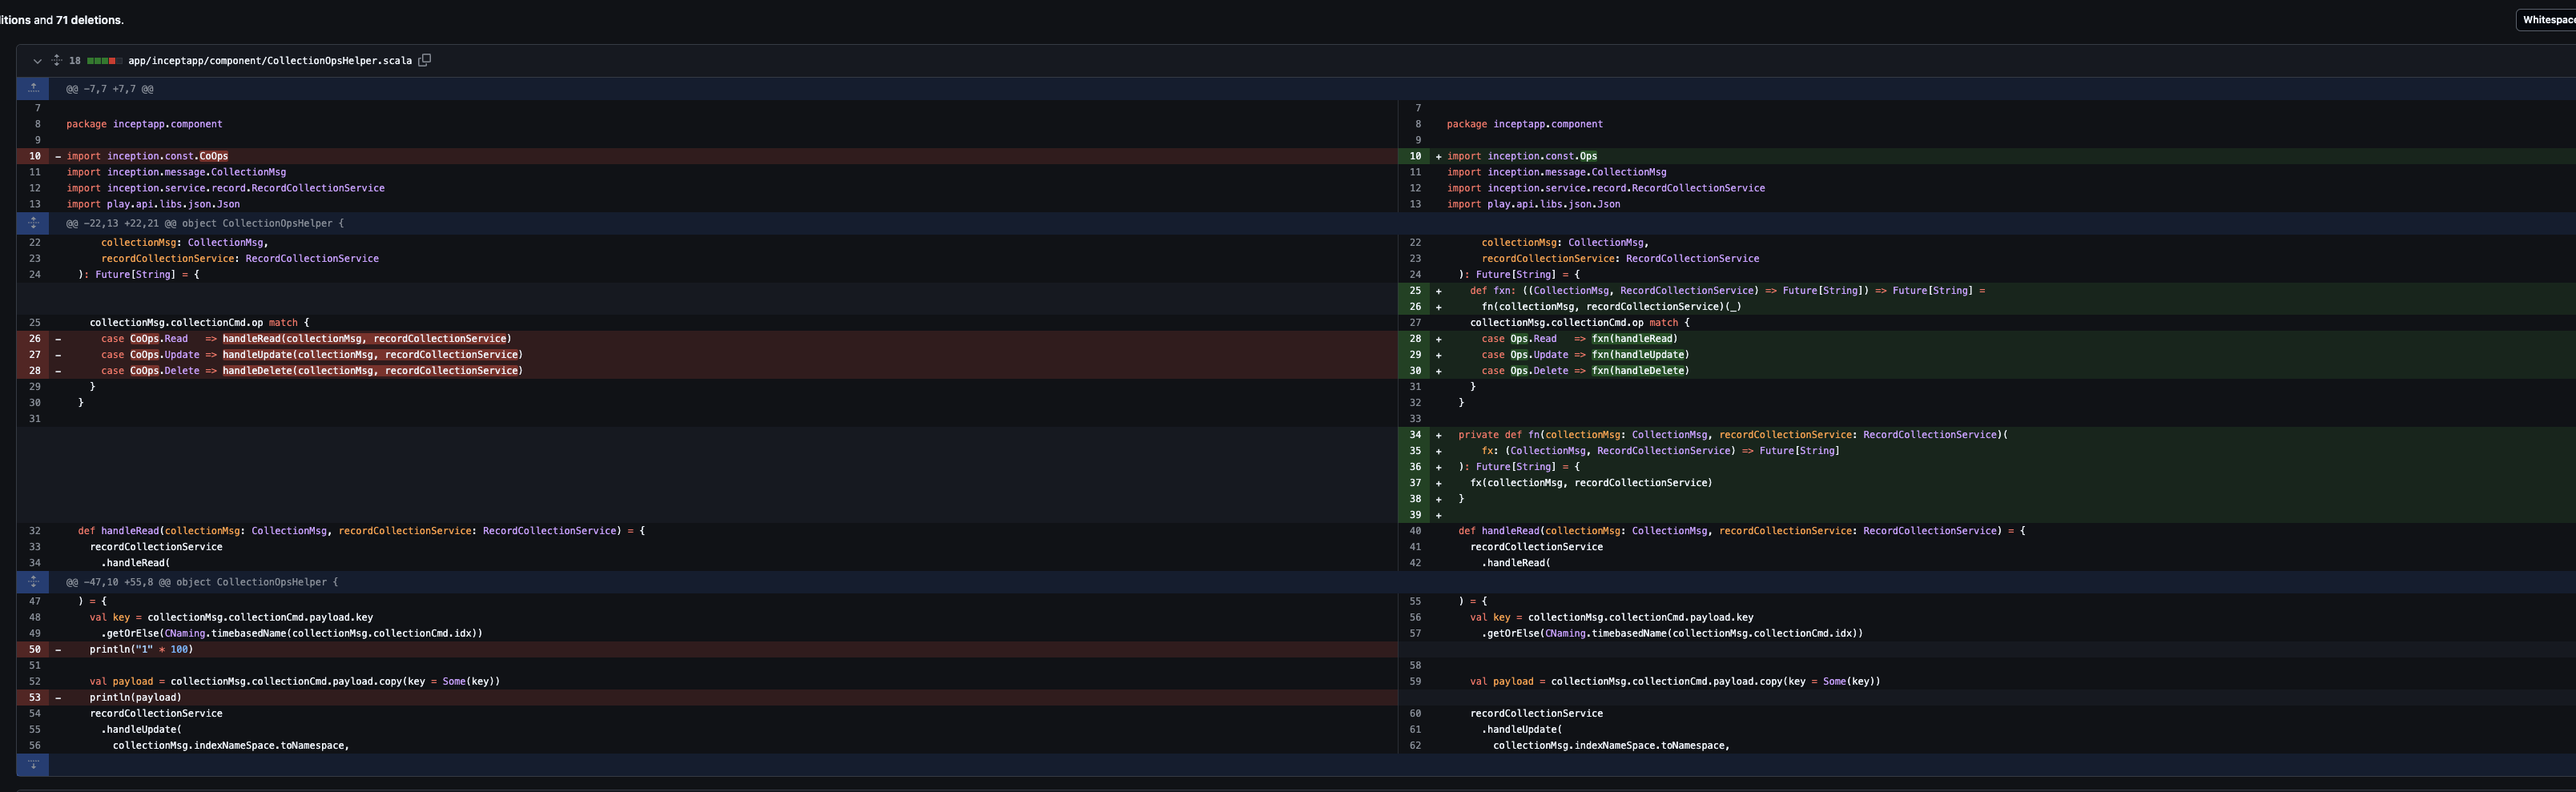 itions and 71 deletions.
Whitespace
18 app/inceptapp/component/CollectionOpsHelper.scala
@@ -7,7 +7,7 @@
7
8 package inceptapp.component
9
10 - import inception.const.CoOps
11 import inception.message.CollectionMsg
12 import inception.service.record.RecordCollectionService
13 import play.api.libs.json.Json
7
8 package inceptapp.component
9
10 + import inception.const.Ops
11 import inception.message.CollectionMsg
12 import inception.service.record.RecordCollectionService
13 import play.api.libs.json.Json
@@ -22,13 +22,21 @@ object CollectionOpsHelper {
22 collectionMsg: CollectionMsg,
23 recordCollectionService: RecordCollectionService
24 ): Future[String] = {
25 collectionMsg.collectionCmd.op match {
26 - case CoOps.Read => handleRead(collectionMsg, recordCollectionService)
27 - case CoOps.Update => handleUpdate(collectionMsg, recordCollectionService)
28 - case CoOps.Delete => handleDelete(collectionMsg, recordCollectionService)
29 }
30 }
31
32 def handleRead(collectionMsg: CollectionMsg, recordCollectionService: RecordCollectionService) = {
33 recordCollectionService
34 .handleRead(
22 collectionMsg: CollectionMsg,
23 recordCollectionService: RecordCollectionService
24 ): Future[String] = {
25 + def fxn: ((CollectionMsg, RecordCollectionService) => Future[String]) => Future[String] =
26 + fn(collectionMsg, recordCollectionService)(_)
27 collectionMsg.collectionCmd.op match {
28 + case Ops.Read => fxn(handleRead)
29 + case Ops.Update => fxn(handleUpdate)
30 + case Ops.Delete => fxn(handleDelete)
31 }
32 }
33
34 + private def fn(collectionMsg: CollectionMsg, recordCollectionService: RecordCollectionService)(
35 + fx: (CollectionMsg, RecordCollectionService) => Future[String]
36 + ): Future[String] = {
37 + fx(collectionMsg, recordCollectionService)
38 + }
39 +
40 def handleRead(collectionMsg: CollectionMsg, recordCollectionService: RecordCollectionService) = {
41 recordCollectionService
42 .handleRead(
@@ -47,10 +55,8 @@ object CollectionOpsHelper {
47 ) = {
48 val key = collectionMsg.collectionCmd.payload.key
49 .getOrElse(CNaming.timebasedName(collectionMsg.collectionCmd.idx))
50 - println("1" * 100)
51
52 val payload = collectionMsg.collectionCmd.payload.copy(key = Some(key))
53 - println(payload)
54 recordCollectionService
55 .handleUpdate(
56 collectionMsg.indexNameSpace.toNamespace,
55 ) = {
56 val key = collectionMsg.collectionCmd.payload.key
57 .getOrElse(CNaming.timebasedName(collectionMsg.collectionCmd.idx))
58
59 val payload = collectionMsg.collectionCmd.payload.copy(key = Some(key))
60 recordCollectionService
61 .handleUpdate(
62 collectionMsg.indexNameSpace.toNamespace,